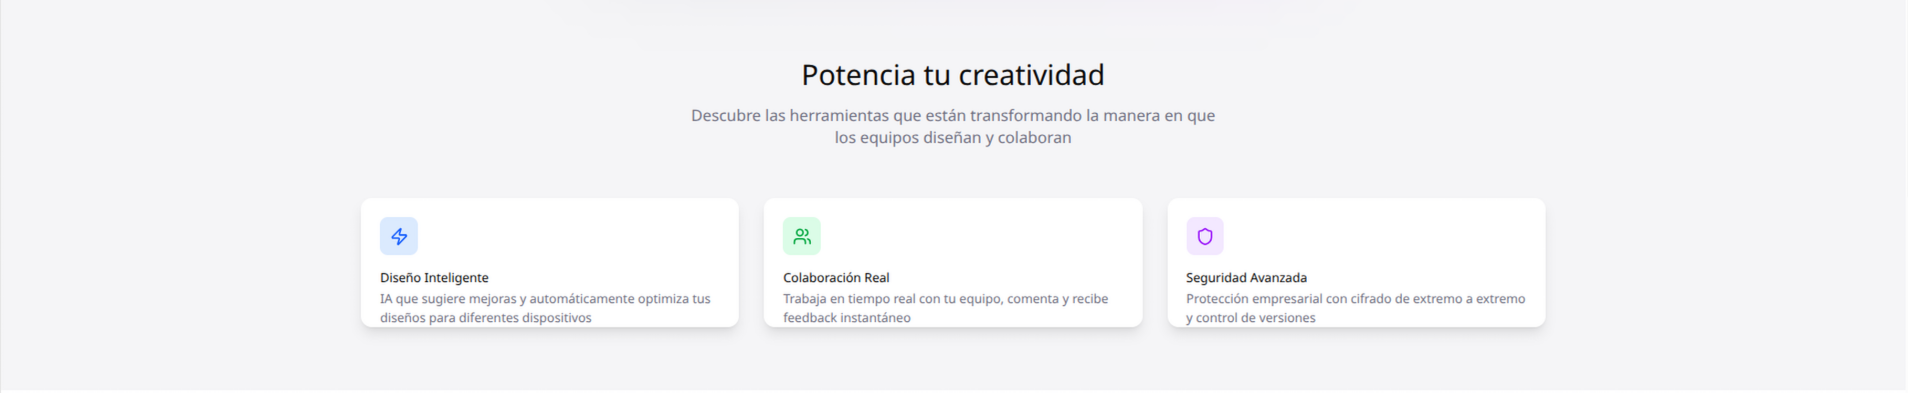 Potencia tu creatividad
Descubre las herramientas que están transformando la manera en que
los equipos diseñan y colaboran
Diseño Inteligente
IA que sugiere mejoras y automáticamente optimiza tus
diseños para diferentes dispositivos
Colaboración Real
Trabaja en tiempo real con tu equipo, comenta y recibe
feedback instantáneo
Seguridad Avanzada
Protección empresarial con cifrado de extremo a extremo
y control de versiones